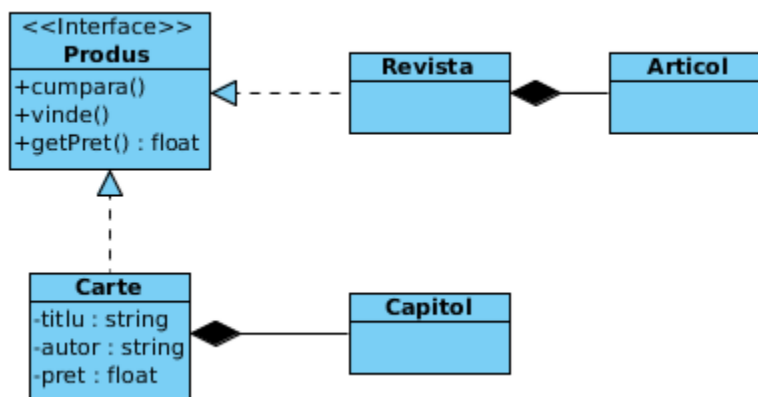 <<Interface>>
Produs
+cumpara()
+vinde()
+getPret() : float
Revista
Articol
Carte
-titlu : string
-autor : string
-pret : float
Capitol